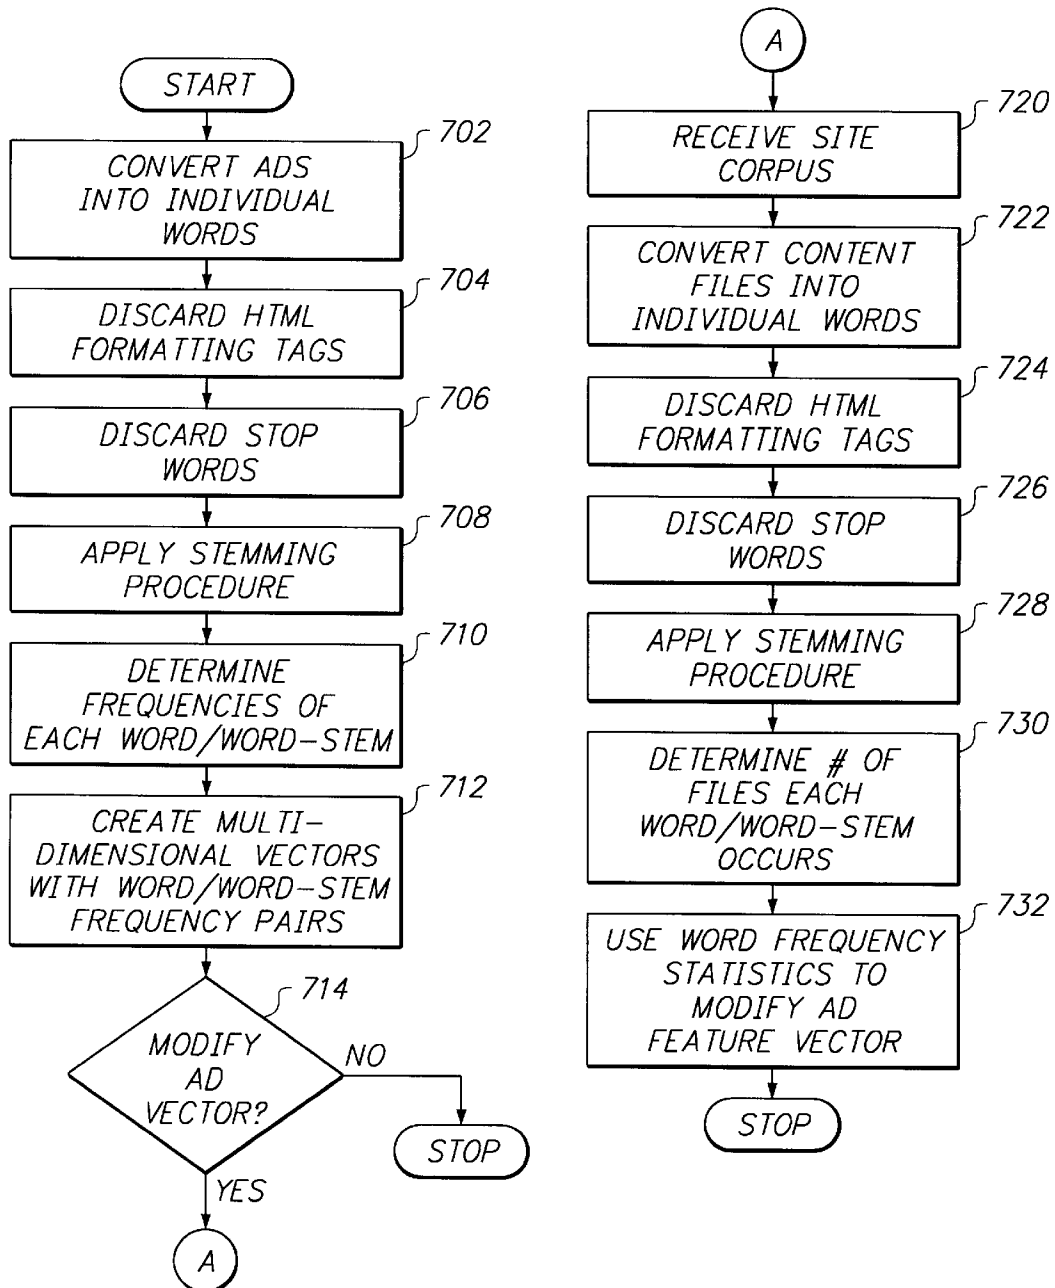 START
702
CONVERT ADS
INTO INDIVIDUAL
WORDS
704
DISCARD HTML
FORMATTING TAGS
706
DISCARD STOP
WORDS
708
APPLY STEMMING
PROCEDURE
710
DETERMINE
FREQUENCIES OF
EACH WORD/WORD-STEM
712
CREATE MULTI-
DIMENSIONAL VECTORS
WITH WORD/WORD-STEM
FREQUENCY PAIRS
714
MODIFY
AD
VECTOR?
NO
STOP
YES
A
A
720
RECEIVE SITE
CORPUS
722
CONVERT CONTENT
FILES INTO
INDIVIDUAL WORDS
724
DISCARD HTML
FORMATTING TAGS
726
DISCARD STOP
WORDS
728
APPLY STEMMING
PROCEDURE
730
DETERMINE # OF
FILES EACH
WORD/WORD-STEM
OCCURS
732
USE WORD FREQUENCY
STATISTICS TO
MODIFY AD
FEATURE VECTOR
STOP